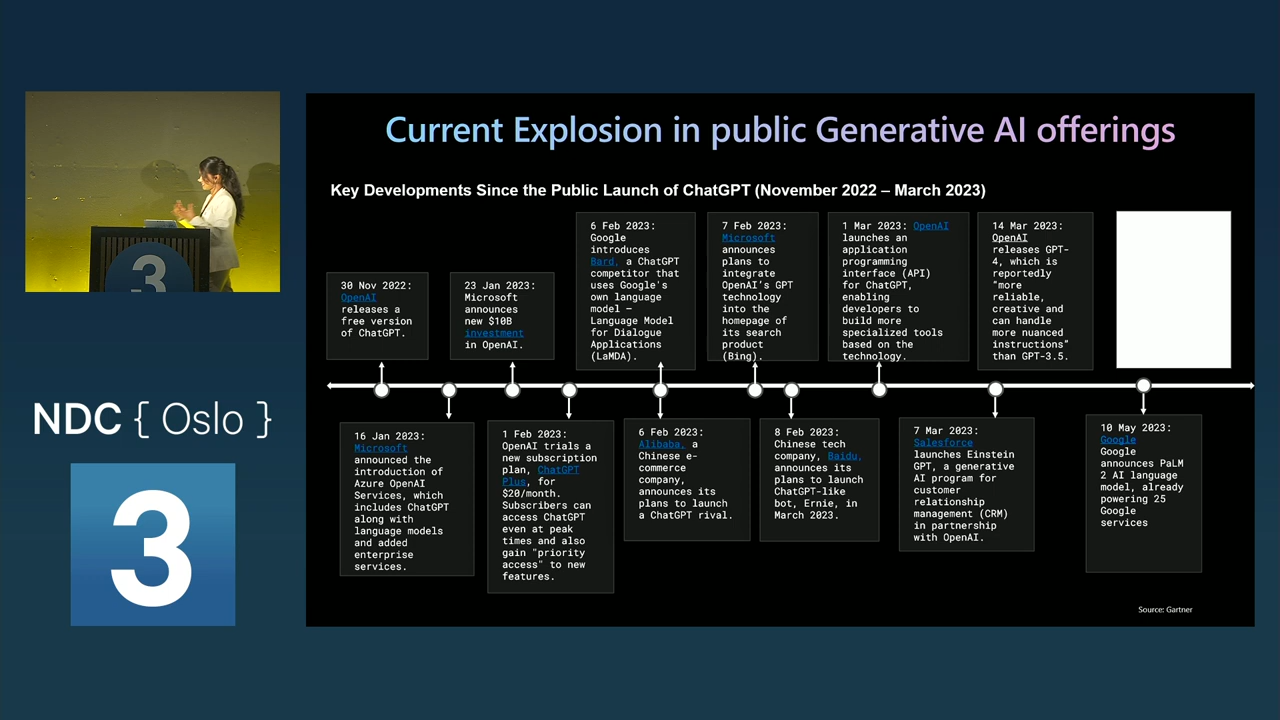 Current Explosion in public Generative AI offerings
Key Developments Since the Public Launch of ChatGPT (November 2022 – March 2023)
30 Nov 2022:
OpenAI
releases a
free version
of ChatGPT.
23 Jan 2023:
Microsoft
announces
new $10B
investment
in OpenAI.
6 Feb 2023:
Google
introduces
Bard, a ChatGPT
competitor that
uses Google's
own language
model –
Language Model
for Dialogue
Applications
(LaMDA).
7 Feb 2023:
Microsoft
announces
plans to
integrate
OpenAI's GPT
technology
into the
homepage of
its search
product
(Bing).
1 Mar 2023: OpenAI
launches an
application
programming
interface (API)
for ChatGPT,
enabling
developers to
build more
specialized tools
based on the
technology.
14 Mar 2023:
OpenAI
releases GPT-
4, which is
reportedly
"more
reliable,
creative and
can handle
more nuanced
instructions"
than GPT-3.5.
16 Jan 2023:
Microsoft
announced the
introduction of
Azure OpenAI
Services, which
includes ChatGPT
along with
language models
and added
enterprise
services.
1 Feb 2023:
OpenAI trials a
new subscription
plan, ChatGPT
Plus, for
$20/month.
Subscribers can
access ChatGPT
even at peak
times and also
gain "priority
access" to new
features.
6 Feb 2023:
Alibaba, a
Chinese e-
commerce
company,
announces its
plans to launch
a ChatGPT rival.
8 Feb 2023:
Chinese tech
company, Baidu,
announces its
plans to launch
ChatGPT-like
bot, Ernie, in
March 2023.
7 Mar 2023:
Salesforce
launches Einstein
GPT, a generative
AI program for
customer
relationship
management (CRM)
in partnership
with OpenAI.
10 May 2023:
Google
Google
announces PaLM
2 AI language
model, already
powering 25
Google
services
Source: Gartner
3
NDC { Oslo }
3